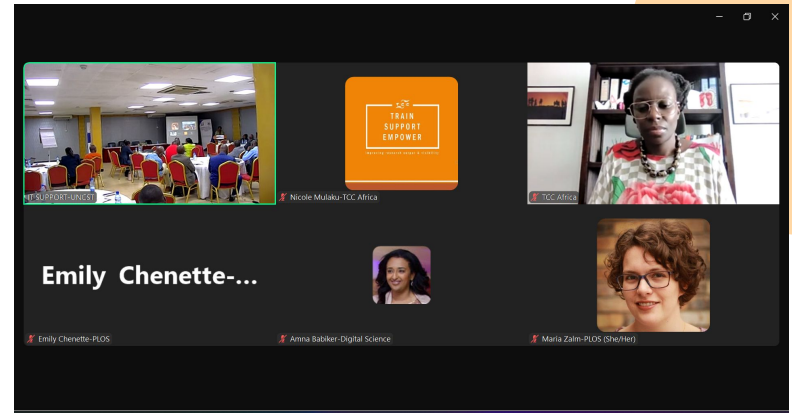 IT-SUPPORT-UNCST
TRAIN
SUPPORT
EMPOWER
Nicole Mulaku-TCC Africa
TCC Africa
Emily Chenette-...
Emily Chenette-PLOS
Amna Babiker-Digital Science
Maria Zalm-PLOS (She/Her)